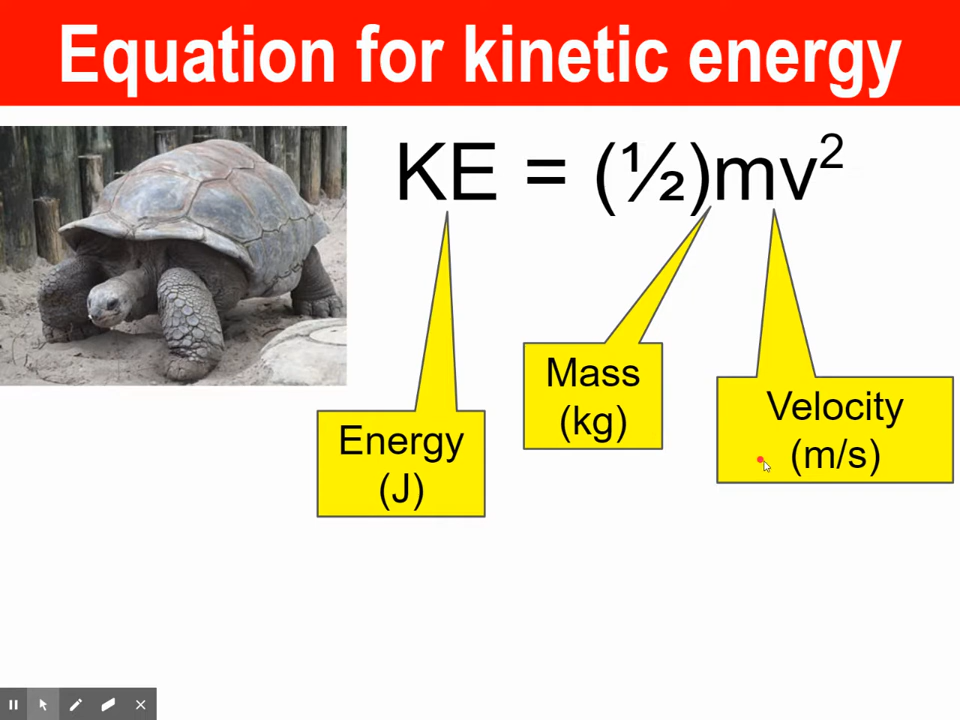 Equation for kinetic energy
KE = (½)mv²
Mass
(kg)
Velocity
(m/s)
Energy
(J)